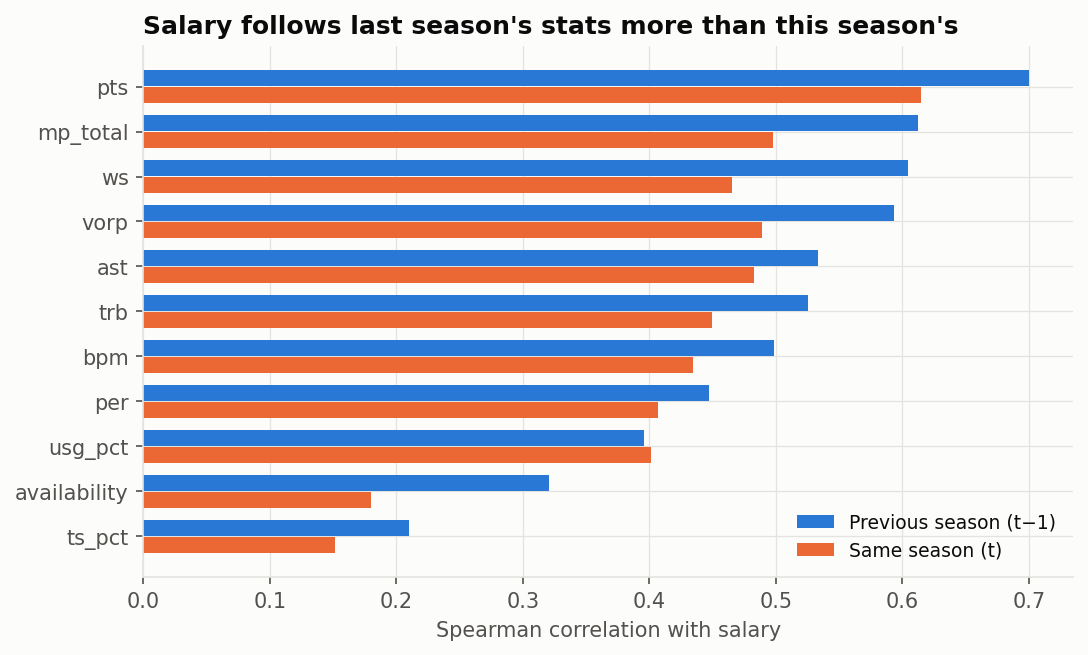 Salary follows last season's stats more than this season's
pts
mp_total
ws
vorp
ast
trb
bpm
per
usg_pct
availability
ts_pct
Previous season (t−1)
Same season (t)
0.0 0.1 0.2 0.3 0.4 0.5 0.6 0.7
Spearman correlation with salary